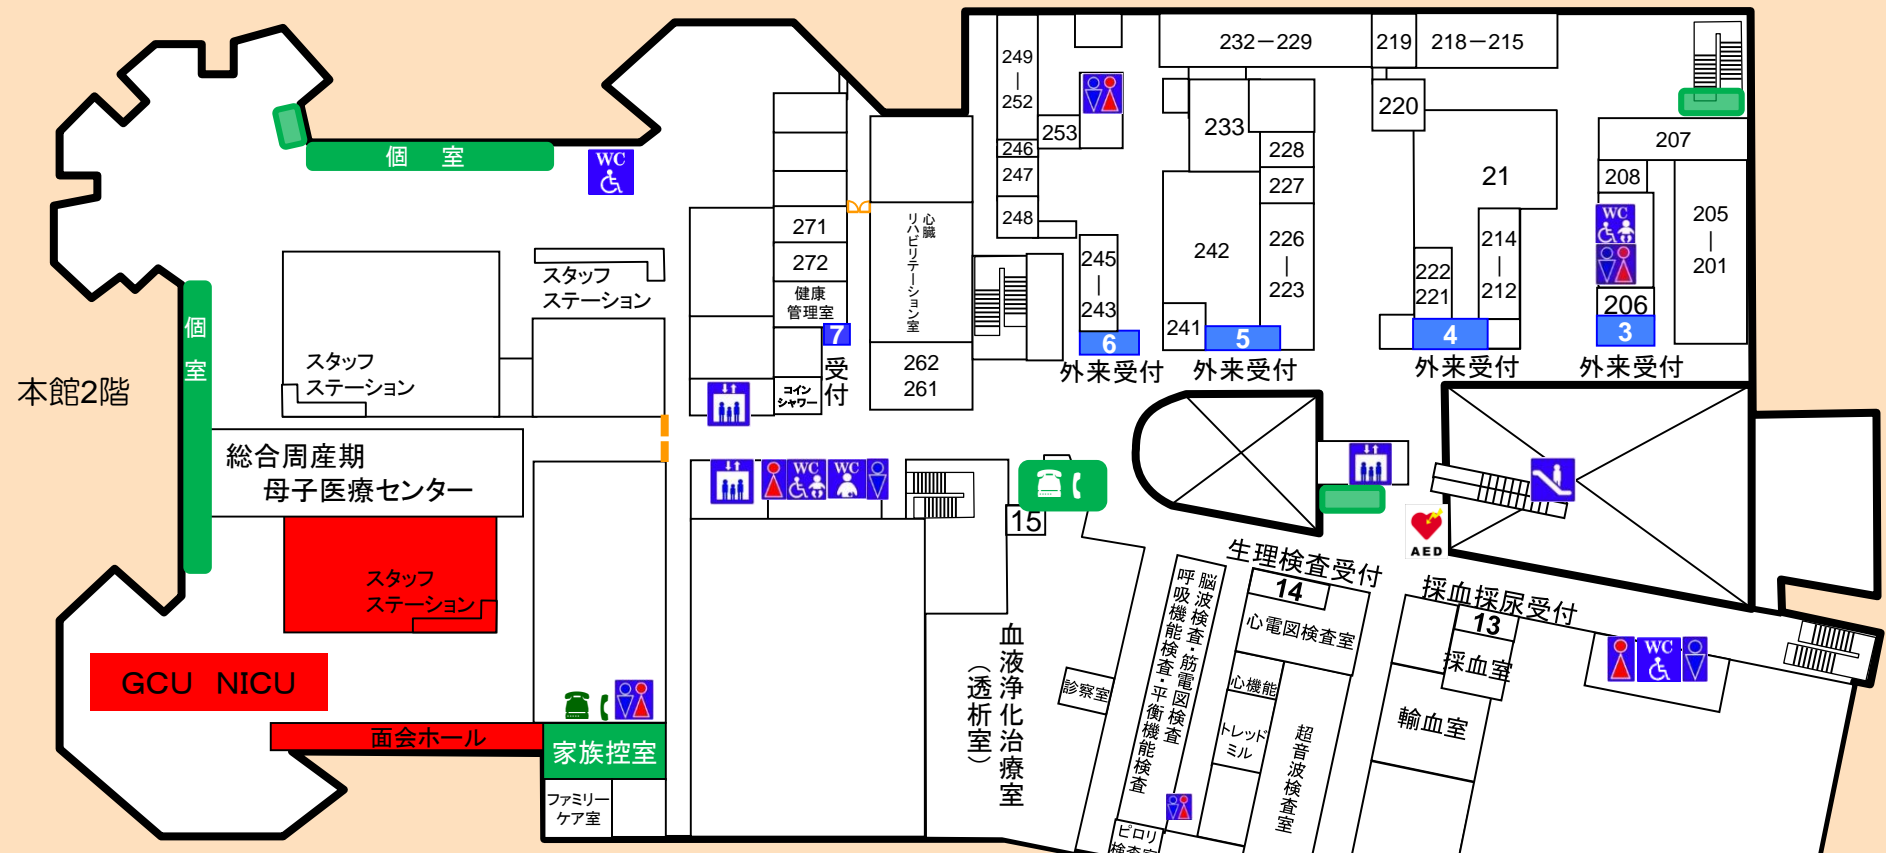 本館2階
個 室
WC
個
室
スタッフ
ステーション
スタッフ
ステーション
総合周産期
母子医療センター
スタッフ
ステーション
GCU NICU
面会ホール
家族控室
ファミリー
ケア室
271
272
健康
管理室
7
受付
コイン
シャワー
心臓
リハビリテーション室
262
261
249
｜
252
253
246
247
248
245
｜
243
6
外来受付
232－229
219
218－215
220
233
228
227
226
｜
223
242
241
5
外来受付
21
222
221
214
｜
212
4
外来受付
207
208
WC
206
3
外来受付
205
｜
201
WC
WC
15
血液浄化治療室
（透析室）
AED
生理検査受付
14
心電図検査室
脳波検査・筋電図検査
呼吸機能検査・平衡機能検査
診察室
心機能
トレッド
ミル
超音波検査室
ピロリ
検査室
採血採尿受付
13
採血室
輸血室
WC